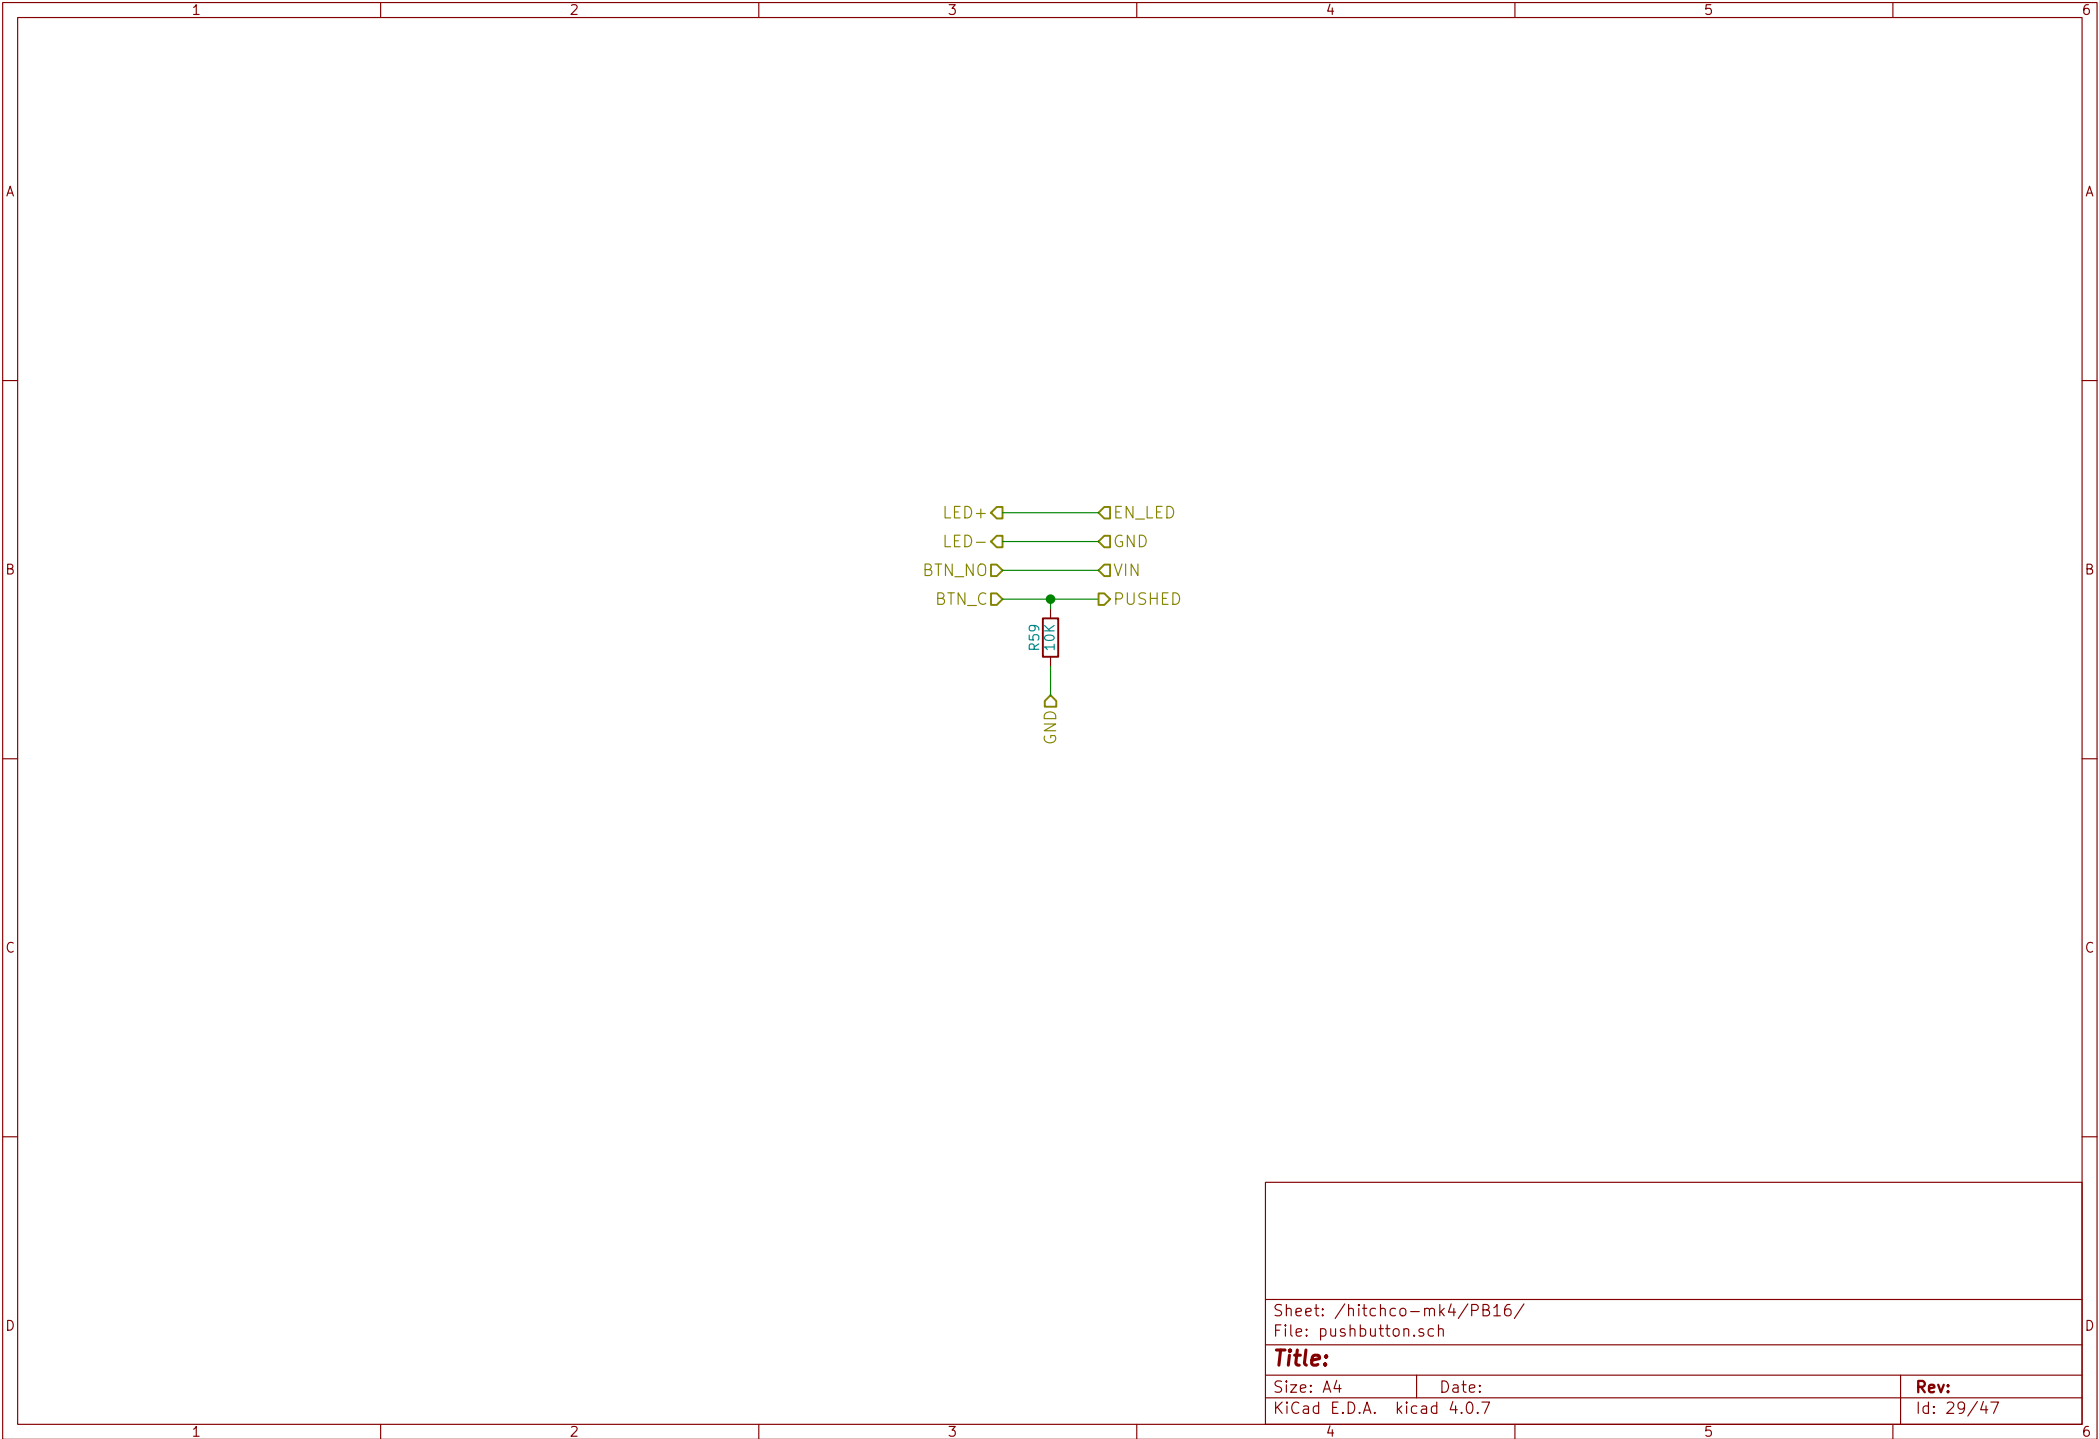 1 2 3 4 5 6
A A
LED+ EN_LED
LED- GND
B BTN_NO VIN B
BTN_C PUSHED
R59
10K
GND
C C
Sheet: /hitchco-mk4/PB16/
D File: pushbutton.sch D
Title:
Size: A4 Date: Rev:
KiCad E.D.A. kicad 4.0.7 Id: 29/47
1 2 3 4 5 6